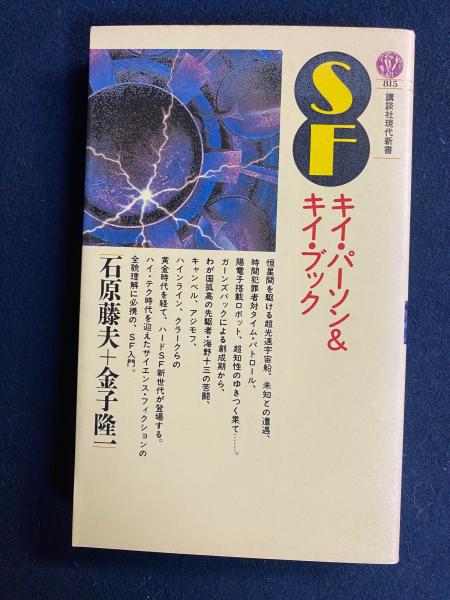 815
講談社現代新書
SF
キイ・パーソン&
キイ・ブック
恒星間を駆ける超光速宇宙船、未知との遭遇、
時間犯罪者対タイム・パトロール、
陽電子搭載ロボット、超知性のゆきつく果て……。
ガーンズバックによる創成期から、
わが国孤高の先駆者・海野十三の苦闘、
キャンベル、アジモフ、
ハインライン、クラークらの
黄金時代を経て、ハードSF新世代が登場する。
ハイ・テク時代を迎えたサイエンス・フィクションの
全貌理解に必携の、SF入門。
石原藤夫+金子隆一